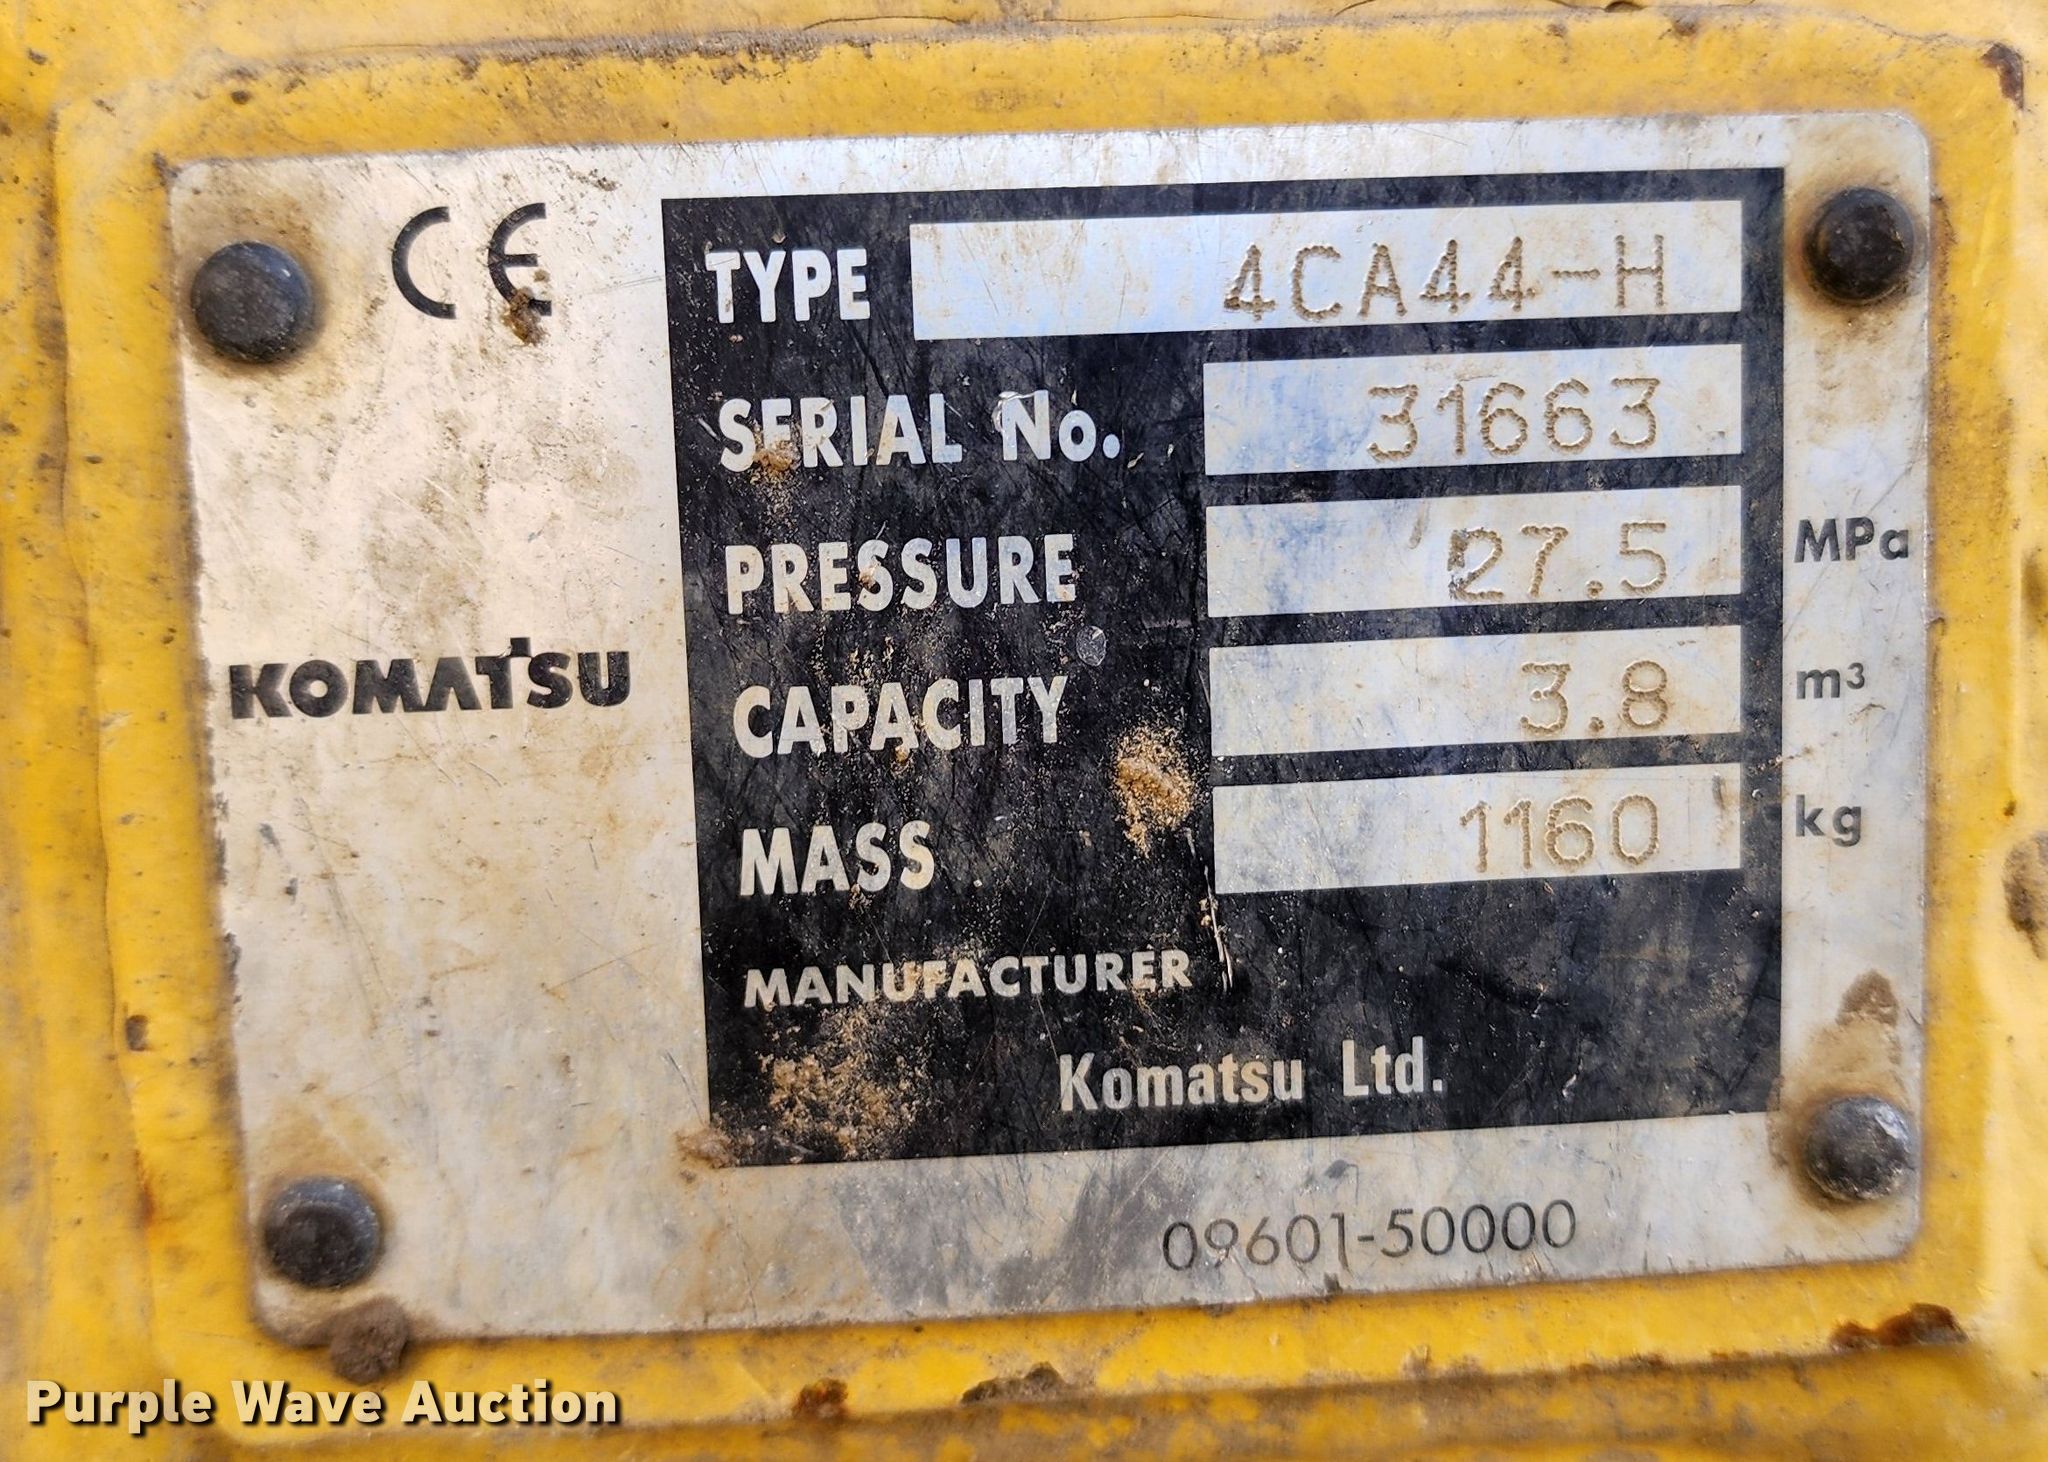 CE
TYPE 4CA44-H
SERIAL No. 31663
PRESSURE 27.5 MPa
KOMATSU
CAPACITY 3.8 m³
MASS 1160 kg
MANUFACTURER
Komatsu Ltd.
09601-50000
Purple Wave Auction